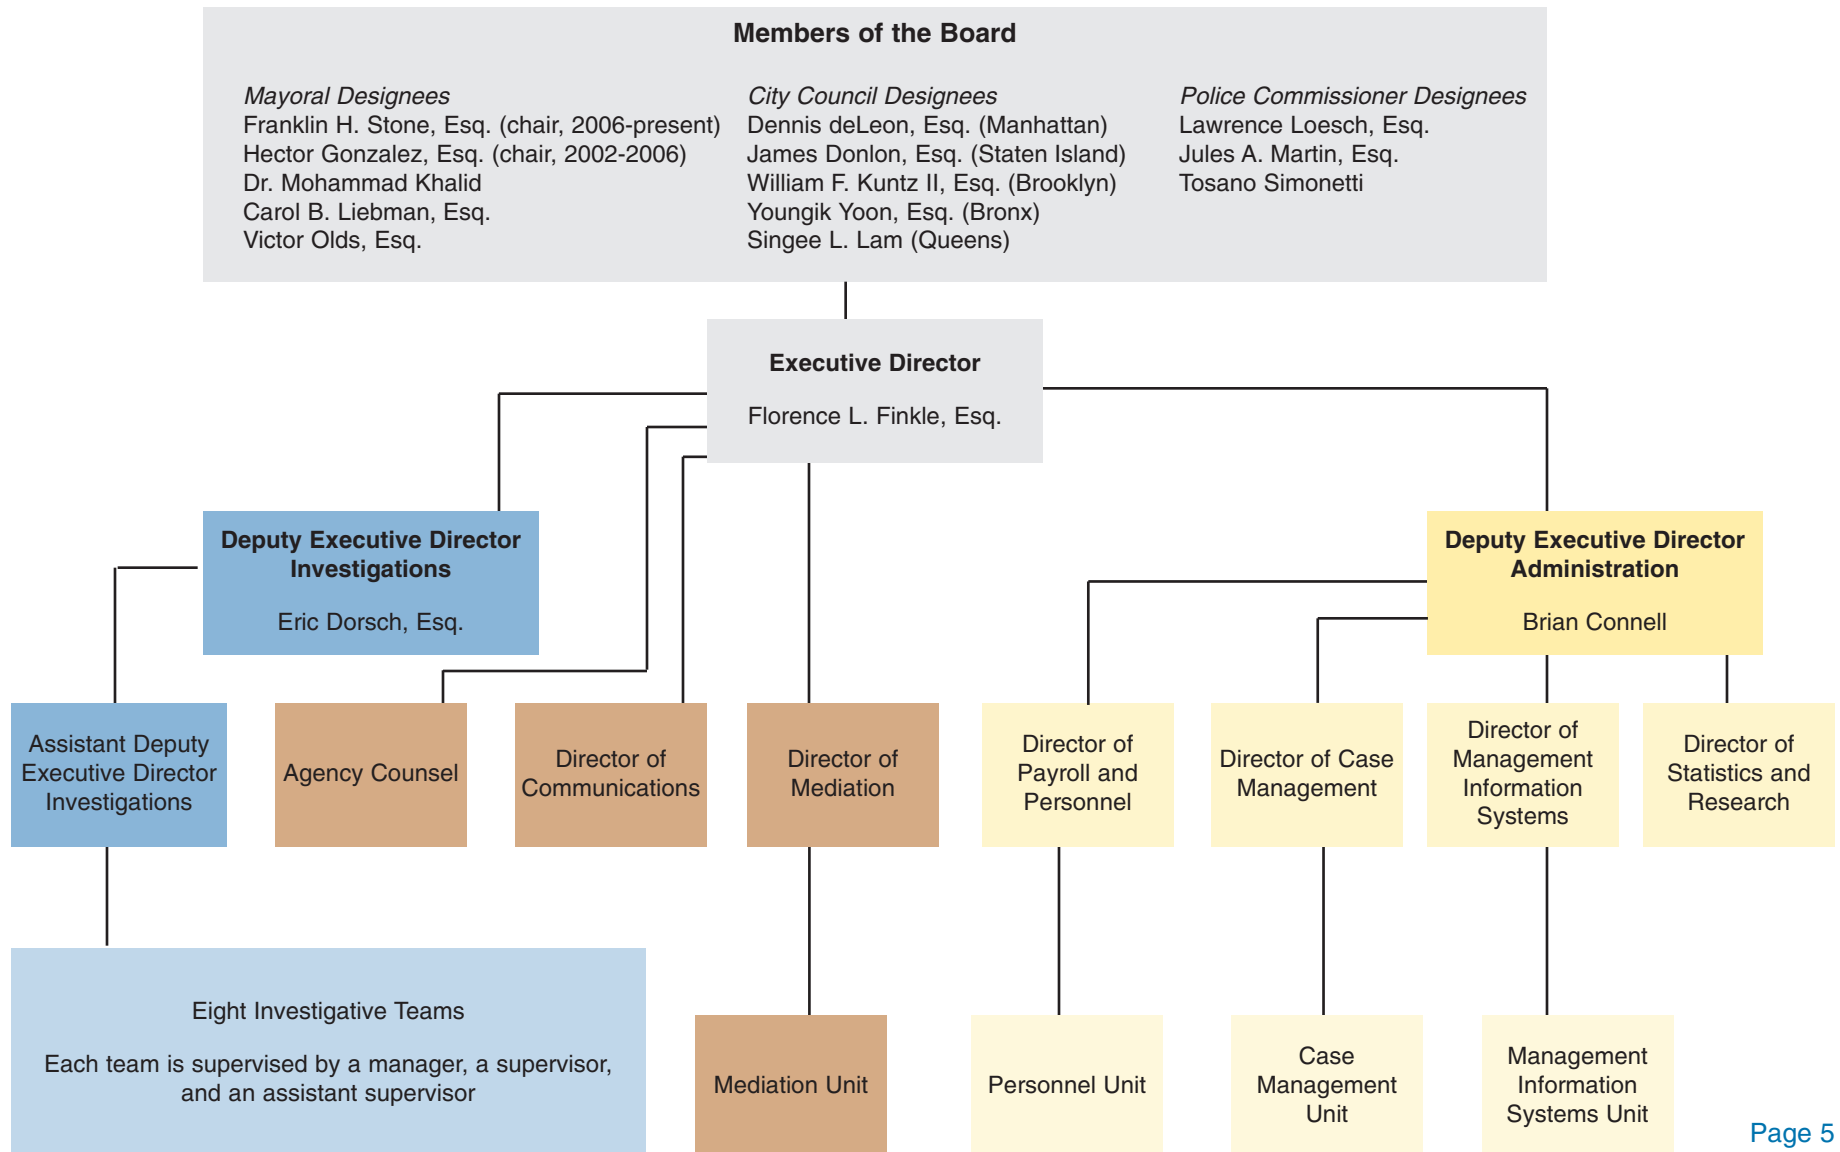 Members of the Board
Mayoral Designees
Franklin H. Stone, Esq. (chair, 2006-present)
Hector Gonzalez, Esq. (chair, 2002-2006)
Dr. Mohammad Khalid
Carol B. Liebman, Esq.
Victor Olds, Esq.
City Council Designees
Dennis deLeon, Esq. (Manhattan)
James Donlon, Esq. (Staten Island)
William F. Kuntz II, Esq. (Brooklyn)
Youngik Yoon, Esq. (Bronx)
Singee L. Lam (Queens)
Police Commissioner Designees
Lawrence Loesch, Esq.
Jules A. Martin, Esq.
Tosano Simonetti
Executive Director
Florence L. Finkle, Esq.
Deputy Executive Director
Investigations
Eric Dorsch, Esq.
Deputy Executive Director
Administration
Brian Connell
Assistant Deputy
Executive Director
Investigations
Agency Counsel
Director of
Communications
Director of
Mediation
Director of
Payroll and
Personnel
Director of Case
Management
Director of
Management
Information
Systems
Director of
Statistics and
Research
Eight Investigative Teams
Each team is supervised by a manager, a supervisor,
and an assistant supervisor
Mediation Unit
Personnel Unit
Case
Management
Unit
Management
Information
Systems Unit
Page 5